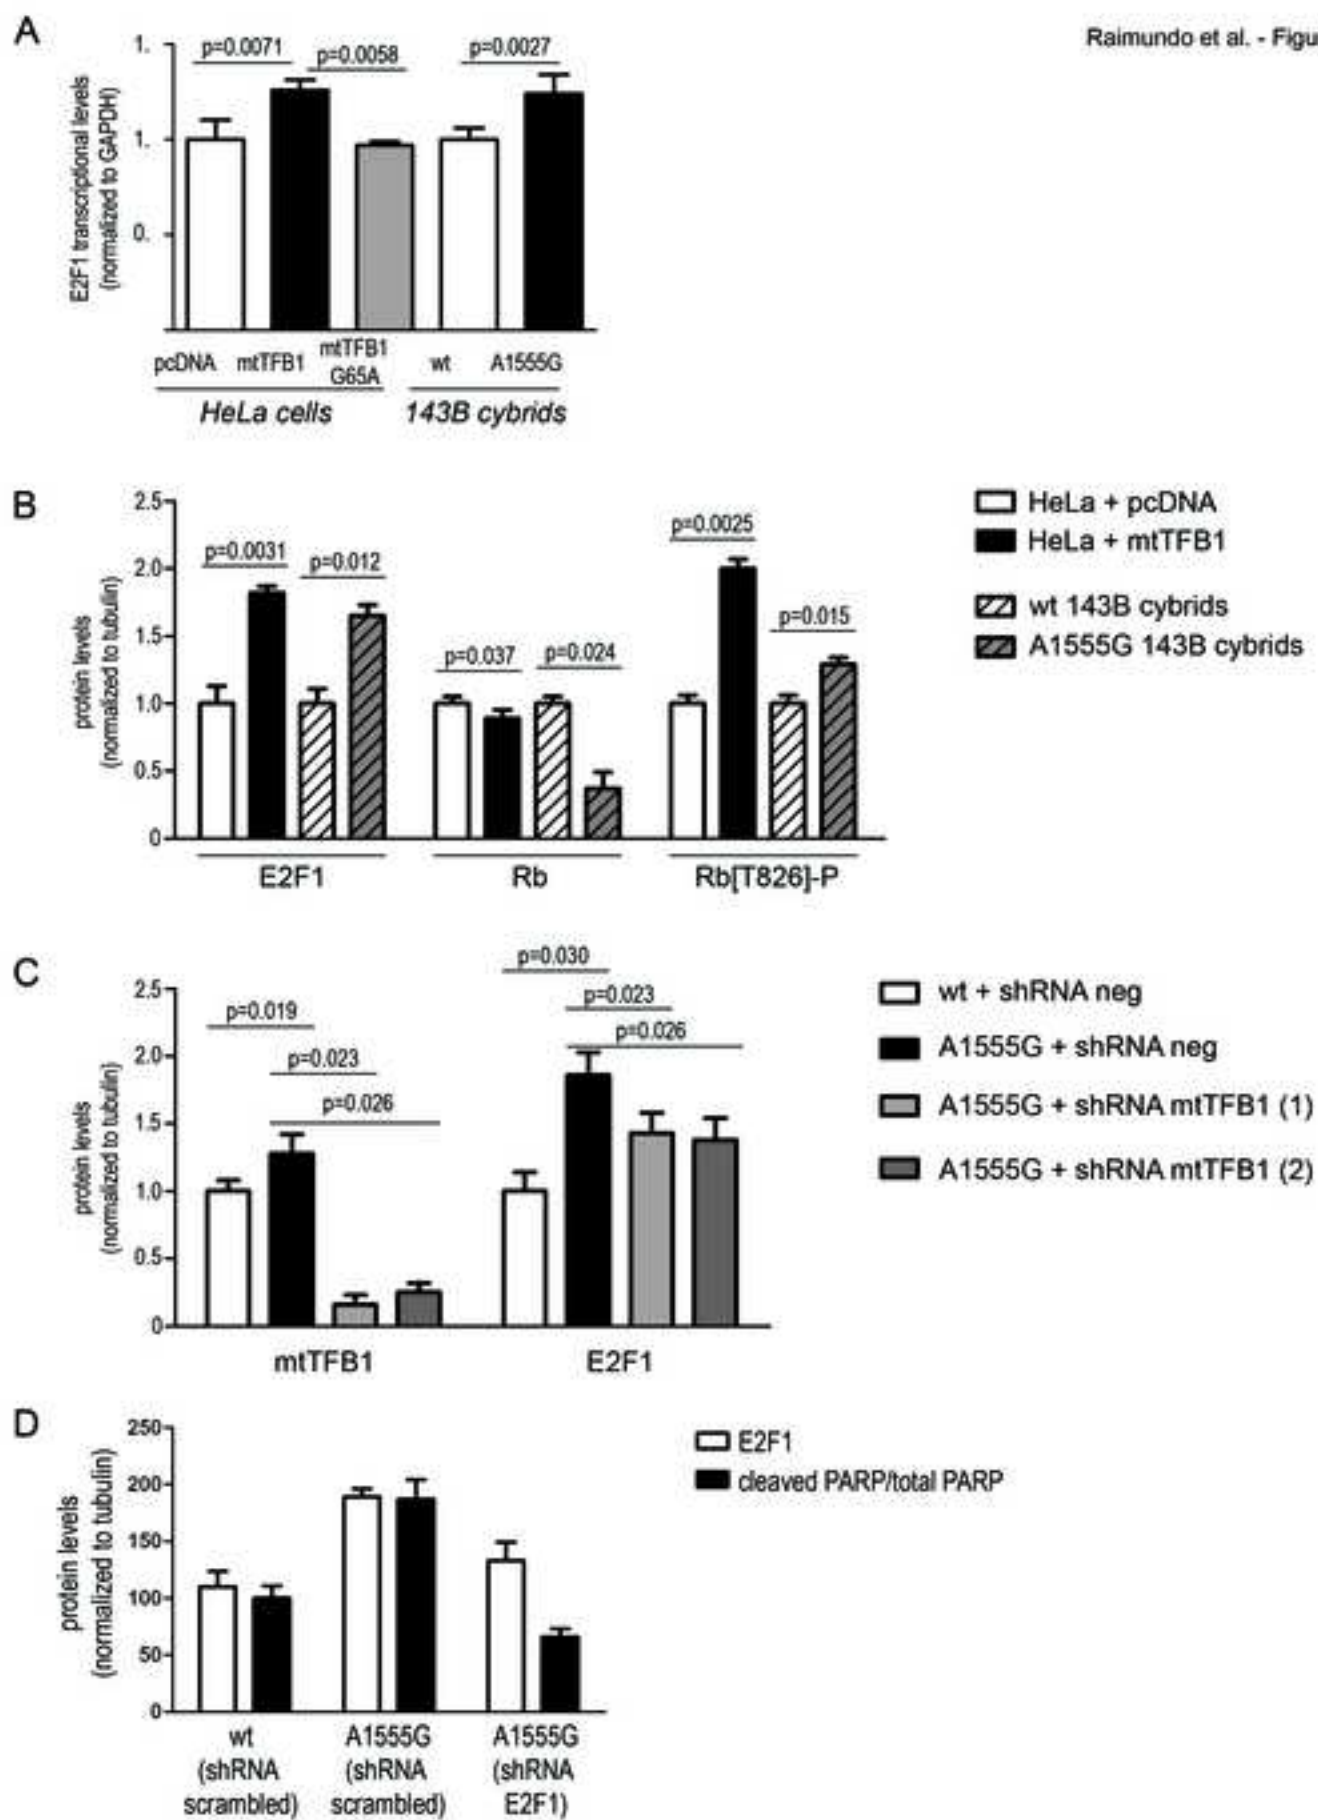 Raimundo et al. - Figu
A
E2F1 transcriptional levels
(normalized to GAPDH)
1.
1.
0.
p=0.0071
p=0.0058
p=0.0027
pcDNA
mtTFB1
mtTFB1
G65A
wt
A1555G
HeLa cells
143B cybrids
B
protein levels
(normalized to tubulin)
2.5
2.0
1.5
1.0
0.5
0
p=0.0031
p=0.012
p=0.037
p=0.024
p=0.0025
p=0.015
E2F1
Rb
Rb[T826]-P
HeLa + pcDNA
HeLa + mtTFB1
wt 143B cybrids
A1555G 143B cybrids
C
protein levels
(normalized to tubulin)
2.5
2.0
1.5
1.0
0.5
0
p=0.019
p=0.023
p=0.026
p=0.030
p=0.023
p=0.026
mtTFB1
E2F1
wt + shRNA neg
A1555G + shRNA neg
A1555G + shRNA mtTFB1 (1)
A1555G + shRNA mtTFB1 (2)
D
protein levels
(normalized to tubulin)
250
200
150
100
50
0
E2F1
cleaved PARP/total PARP
wt
(shRNA
scrambled)
A1555G
(shRNA
scrambled)
A1555G
(shRNA
E2F1)